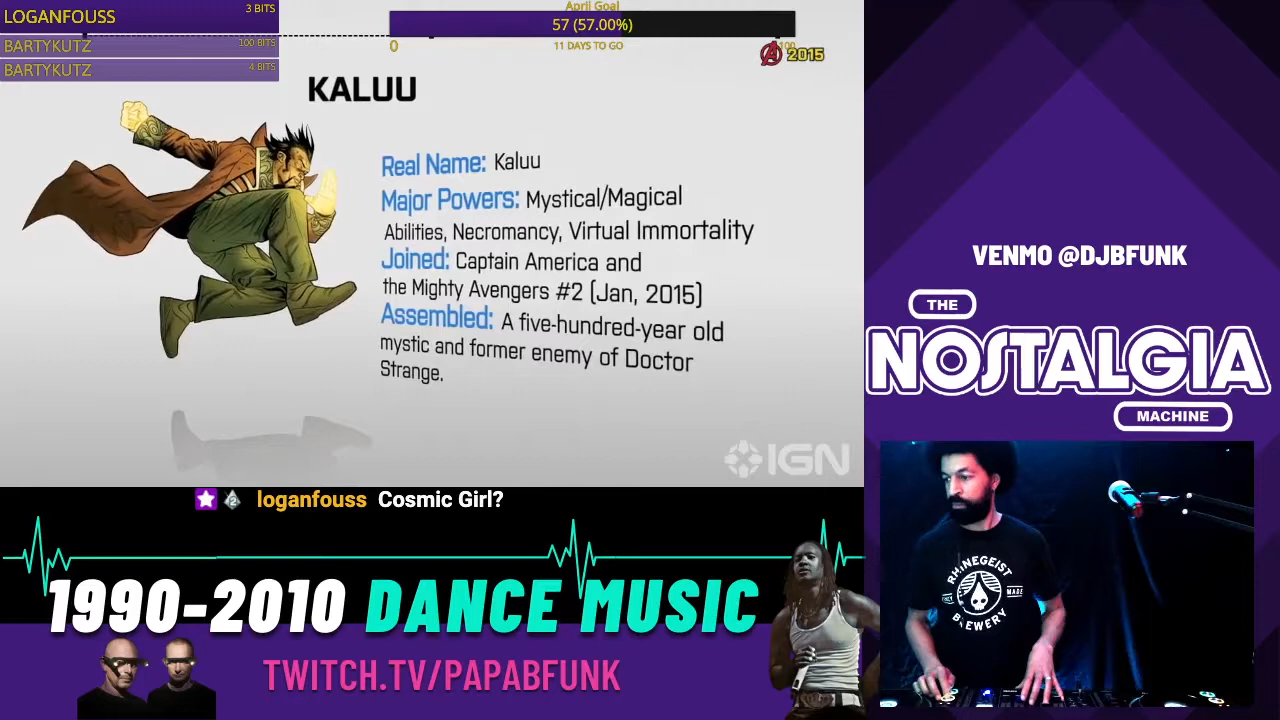 LOGANFOUSS
3 BITS
BARTYKUTZ
100 BITS
BARTYKUTZ
4 BITS
April Goal
57 (57.00%)
0
11 DAYS TO GO
100
2015
KALUU
Real Name: Kaluu
Major Powers: Mystical/Magical
Abilities, Necromancy, Virtual Immortality
Joined: Captain America and
the Mighty Avengers #2 (Jan, 2015)
Assembled: A five-hundred-year old
mystic and former enemy of Doctor
Strange.
IGN
2
loganfouss Cosmic Girl?
1990-2010 DANCE MUSIC
TWITCH.TV/PAPABFUNK
VENMO @DJBFUNK
THE
NOSTALGIA
MACHINE
RHINEGEIST
MADE
BREWERY